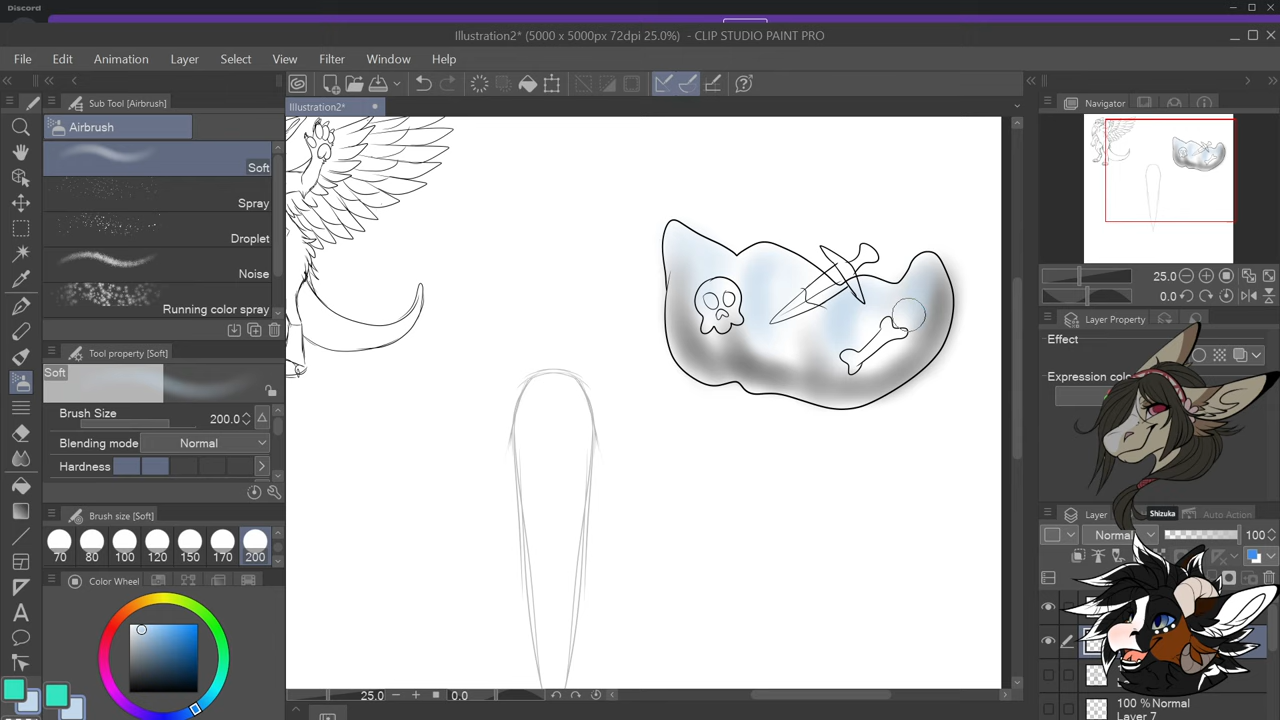 Discord
Illustration2* (5000 x 5000px 72dpi 25.0%) - CLIP STUDIO PAINT PRO
File Edit Animation Layer Select View Filter Window Help
Sub Tool [Airbrush]
Illustration2*
Navigator
Airbrush
Soft
Spray
Droplet
Noise
Running color spray
25.0
0.0
Tool property [Soft]
Layer Property
Soft
Effect
Expression
Brush Size 200.0
Blending mode Normal
Hardness
Brush size [Soft]
Layer
Shizuka
Auto Action
Normal 100
70 80 100 120 150 170 200
Color Wheel
25.0 0.0
100 % Normal
Layer 7